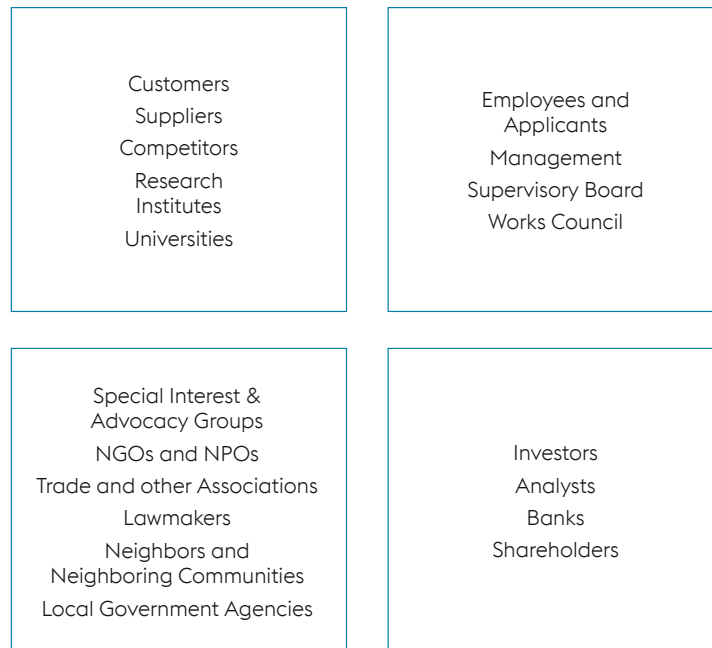 Customers
Suppliers
Competitors
Research
Institutes
Universities
Employees and
Applicants
Management
Supervisory Board
Works Council
Special Interest &
Advocacy Groups
NGOs and NPOs
Trade and other Associations
Lawmakers
Neighbors and
Neighboring Communities
Local Government Agencies
Investors
Analysts
Banks
Shareholders